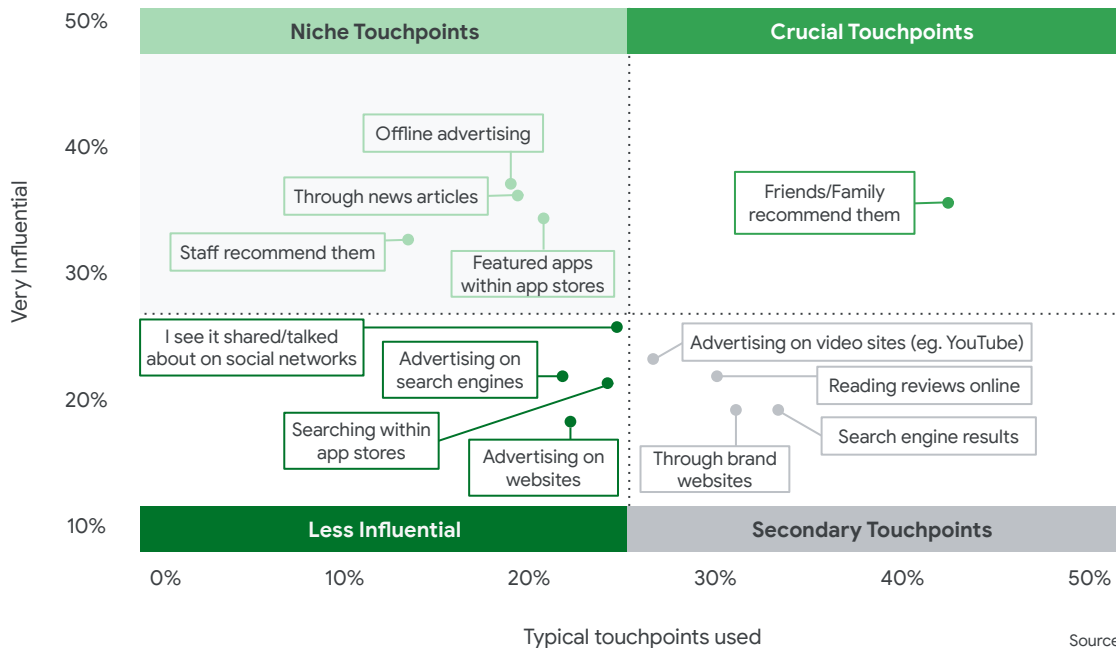 50%
Niche Touchpoints
Crucial Touchpoints
Offline advertising
40%
Through news articles
Friends/Family
recommend them
Staff recommend them
Featured apps
within app stores
30%
Very Influential
I see it shared/talked
about on social networks
Advertising on
search engines
Advertising on video sites (eg. YouTube)
Reading reviews online
20%
Searching within
app stores
Advertising on
websites
Through brand
websites
Search engine results
10%
Less Influential
Secondary Touchpoints
0%
10%
20%
30%
40%
50%
Typical touchpoints used
Source